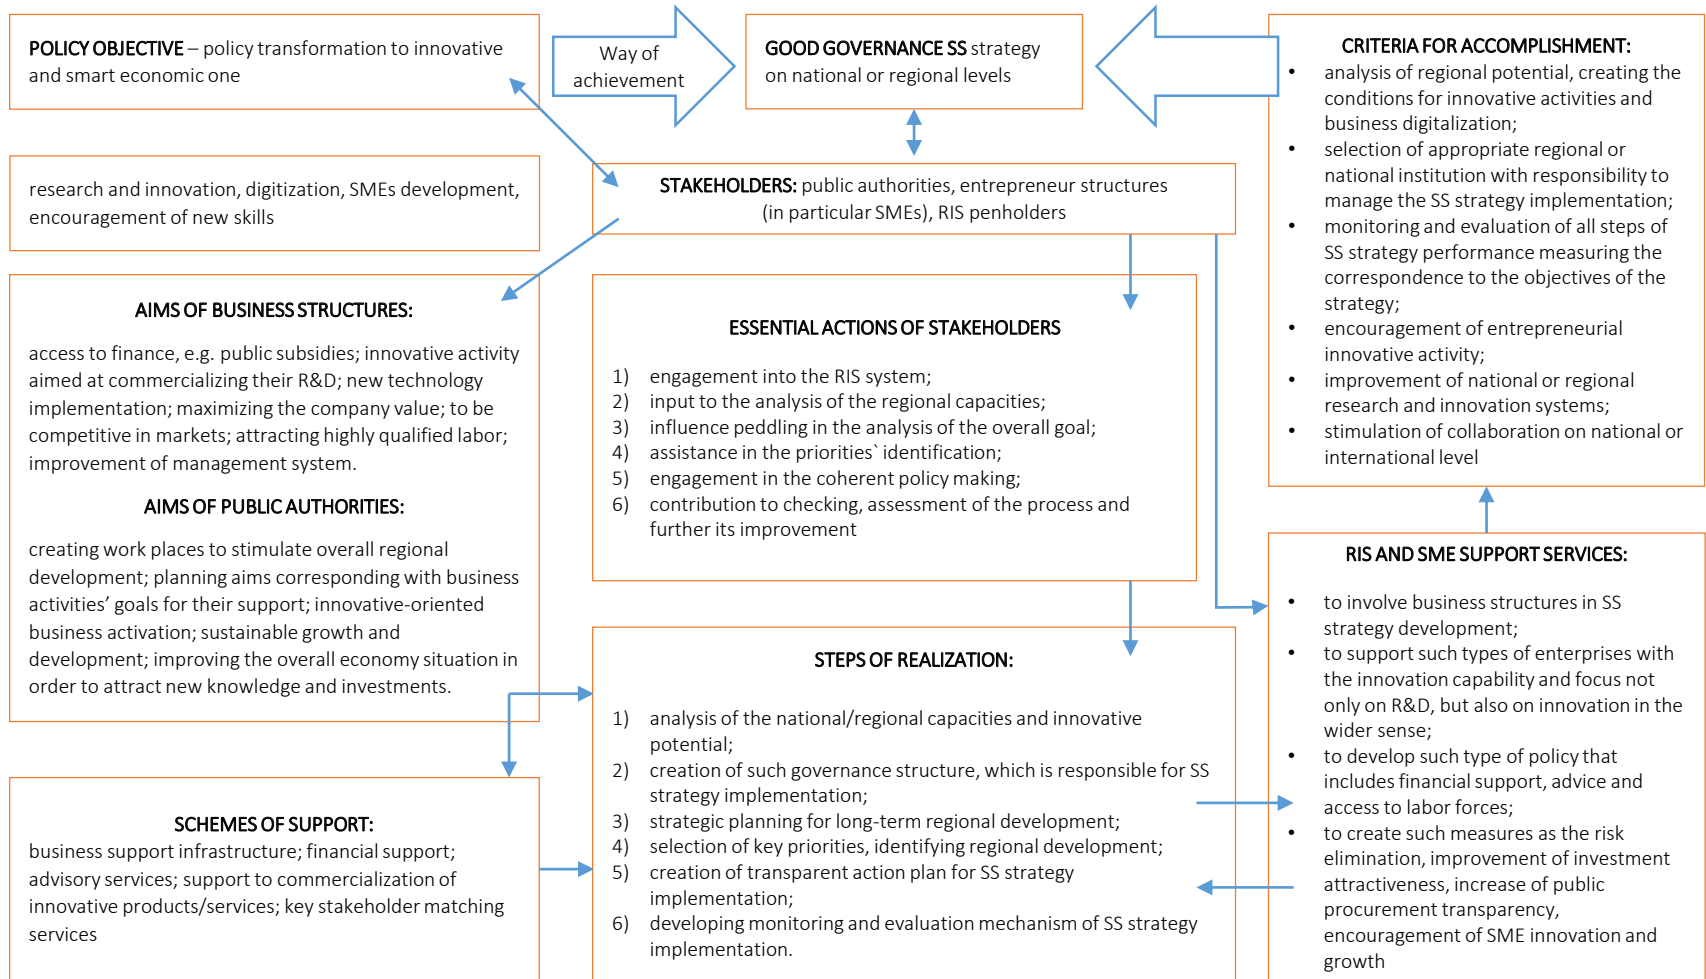 POLICY OBJECTIVE – policy transformation to innovative
and smart economic one
Way of
achievement
GOOD GOVERNANCE SS strategy
on national or regional levels
CRITERIA FOR ACCOMPLISHMENT:
• analysis of regional potential, creating the
conditions for innovative activities and
business digitalization;
• selection of appropriate regional or
national institution with responsibility to
manage the SS strategy implementation;
• monitoring and evaluation of all steps of
SS strategy performance measuring the
correspondence to the objectives of the
strategy;
• encouragement of entrepreneurial
innovative activity;
• improvement of national or regional
research and innovation systems;
• stimulation of collaboration on national or
international level
research and innovation, digitization, SMEs development,
encouragement of new skills
STAKEHOLDERS: public authorities, entrepreneur structures
(in particular SMEs), RIS penholders
AIMS OF BUSINESS STRUCTURES:
access to finance, e.g. public subsidies; innovative activity
aimed at commercializing their R&D; new technology
implementation; maximizing the company value; to be
competitive in markets; attracting highly qualified labor;
improvement of management system.
AIMS OF PUBLIC AUTHORITIES:
creating work places to stimulate overall regional
development; planning aims corresponding with business
activities’ goals for their support; innovative-oriented
business activation; sustainable growth and
development; improving the overall economy situation in
order to attract new knowledge and investments.
ESSENTIAL ACTIONS OF STAKEHOLDERS
1) engagement into the RIS system;
2) input to the analysis of the regional capacities;
3) influence peddling in the analysis of the overall goal;
4) assistance in the priorities` identification;
5) engagement in the coherent policy making;
6) contribution to checking, assessment of the process and
further its improvement
RIS AND SME SUPPORT SERVICES:
• to involve business structures in SS
strategy development;
• to support such types of enterprises with
the innovation capability and focus not
only on R&D, but also on innovation in the
wider sense;
• to develop such type of policy that
includes financial support, advice and
access to labor forces;
• to create such measures as the risk
elimination, improvement of investment
attractiveness, increase of public
procurement transparency,
encouragement of SME innovation and
growth
STEPS OF REALIZATION:
1) analysis of the national/regional capacities and innovative
potential;
2) creation of such governance structure, which is responsible for SS
strategy implementation;
3) strategic planning for long-term regional development;
4) selection of key priorities, identifying regional development;
5) creation of transparent action plan for SS strategy
implementation;
6) developing monitoring and evaluation mechanism of SS strategy
implementation.
SCHEMES OF SUPPORT:
business support infrastructure; financial support;
advisory services; support to commercialization of
innovative products/services; key stakeholder matching
services